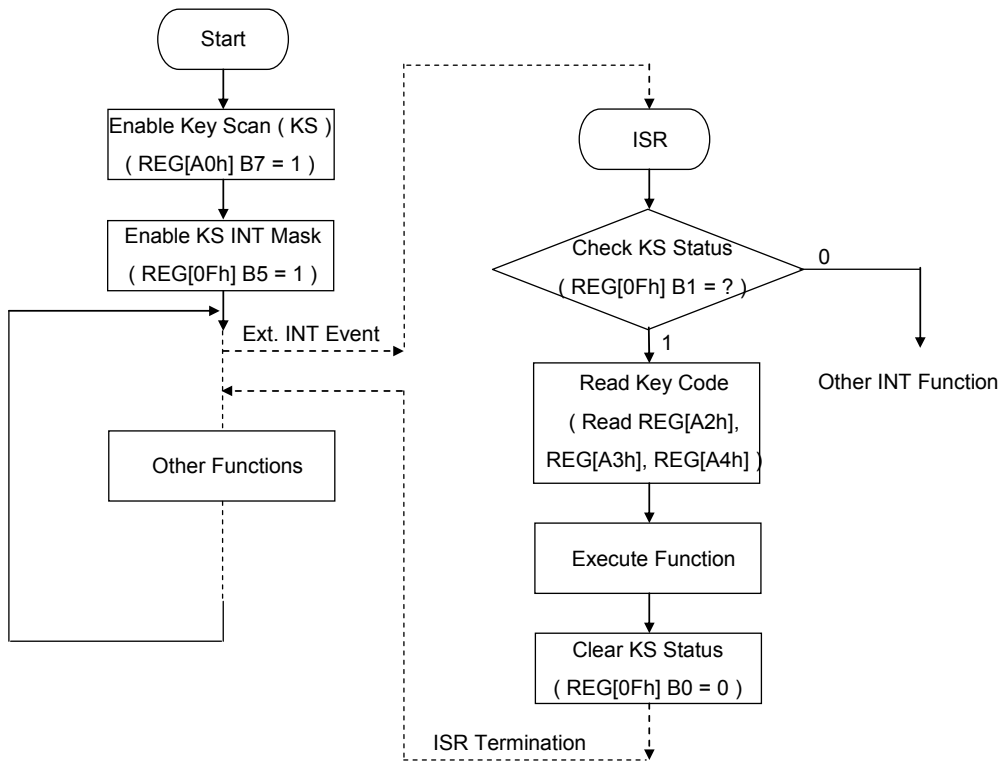 Start
Enable Key Scan ( KS )
( REG[A0h] B7 = 1 )
Enable KS INT Mask
( REG[0Fh] B5 = 1 )
Ext. INT Event
Other Functions
ISR
Check KS Status
( REG[0Fh] B1 = ? )
0
1
Other INT Function
Read Key Code
( Read REG[A2h],
REG[A3h], REG[A4h] )
Execute Function
Clear KS Status
( REG[0Fh] B0 = 0 )
ISR Termination